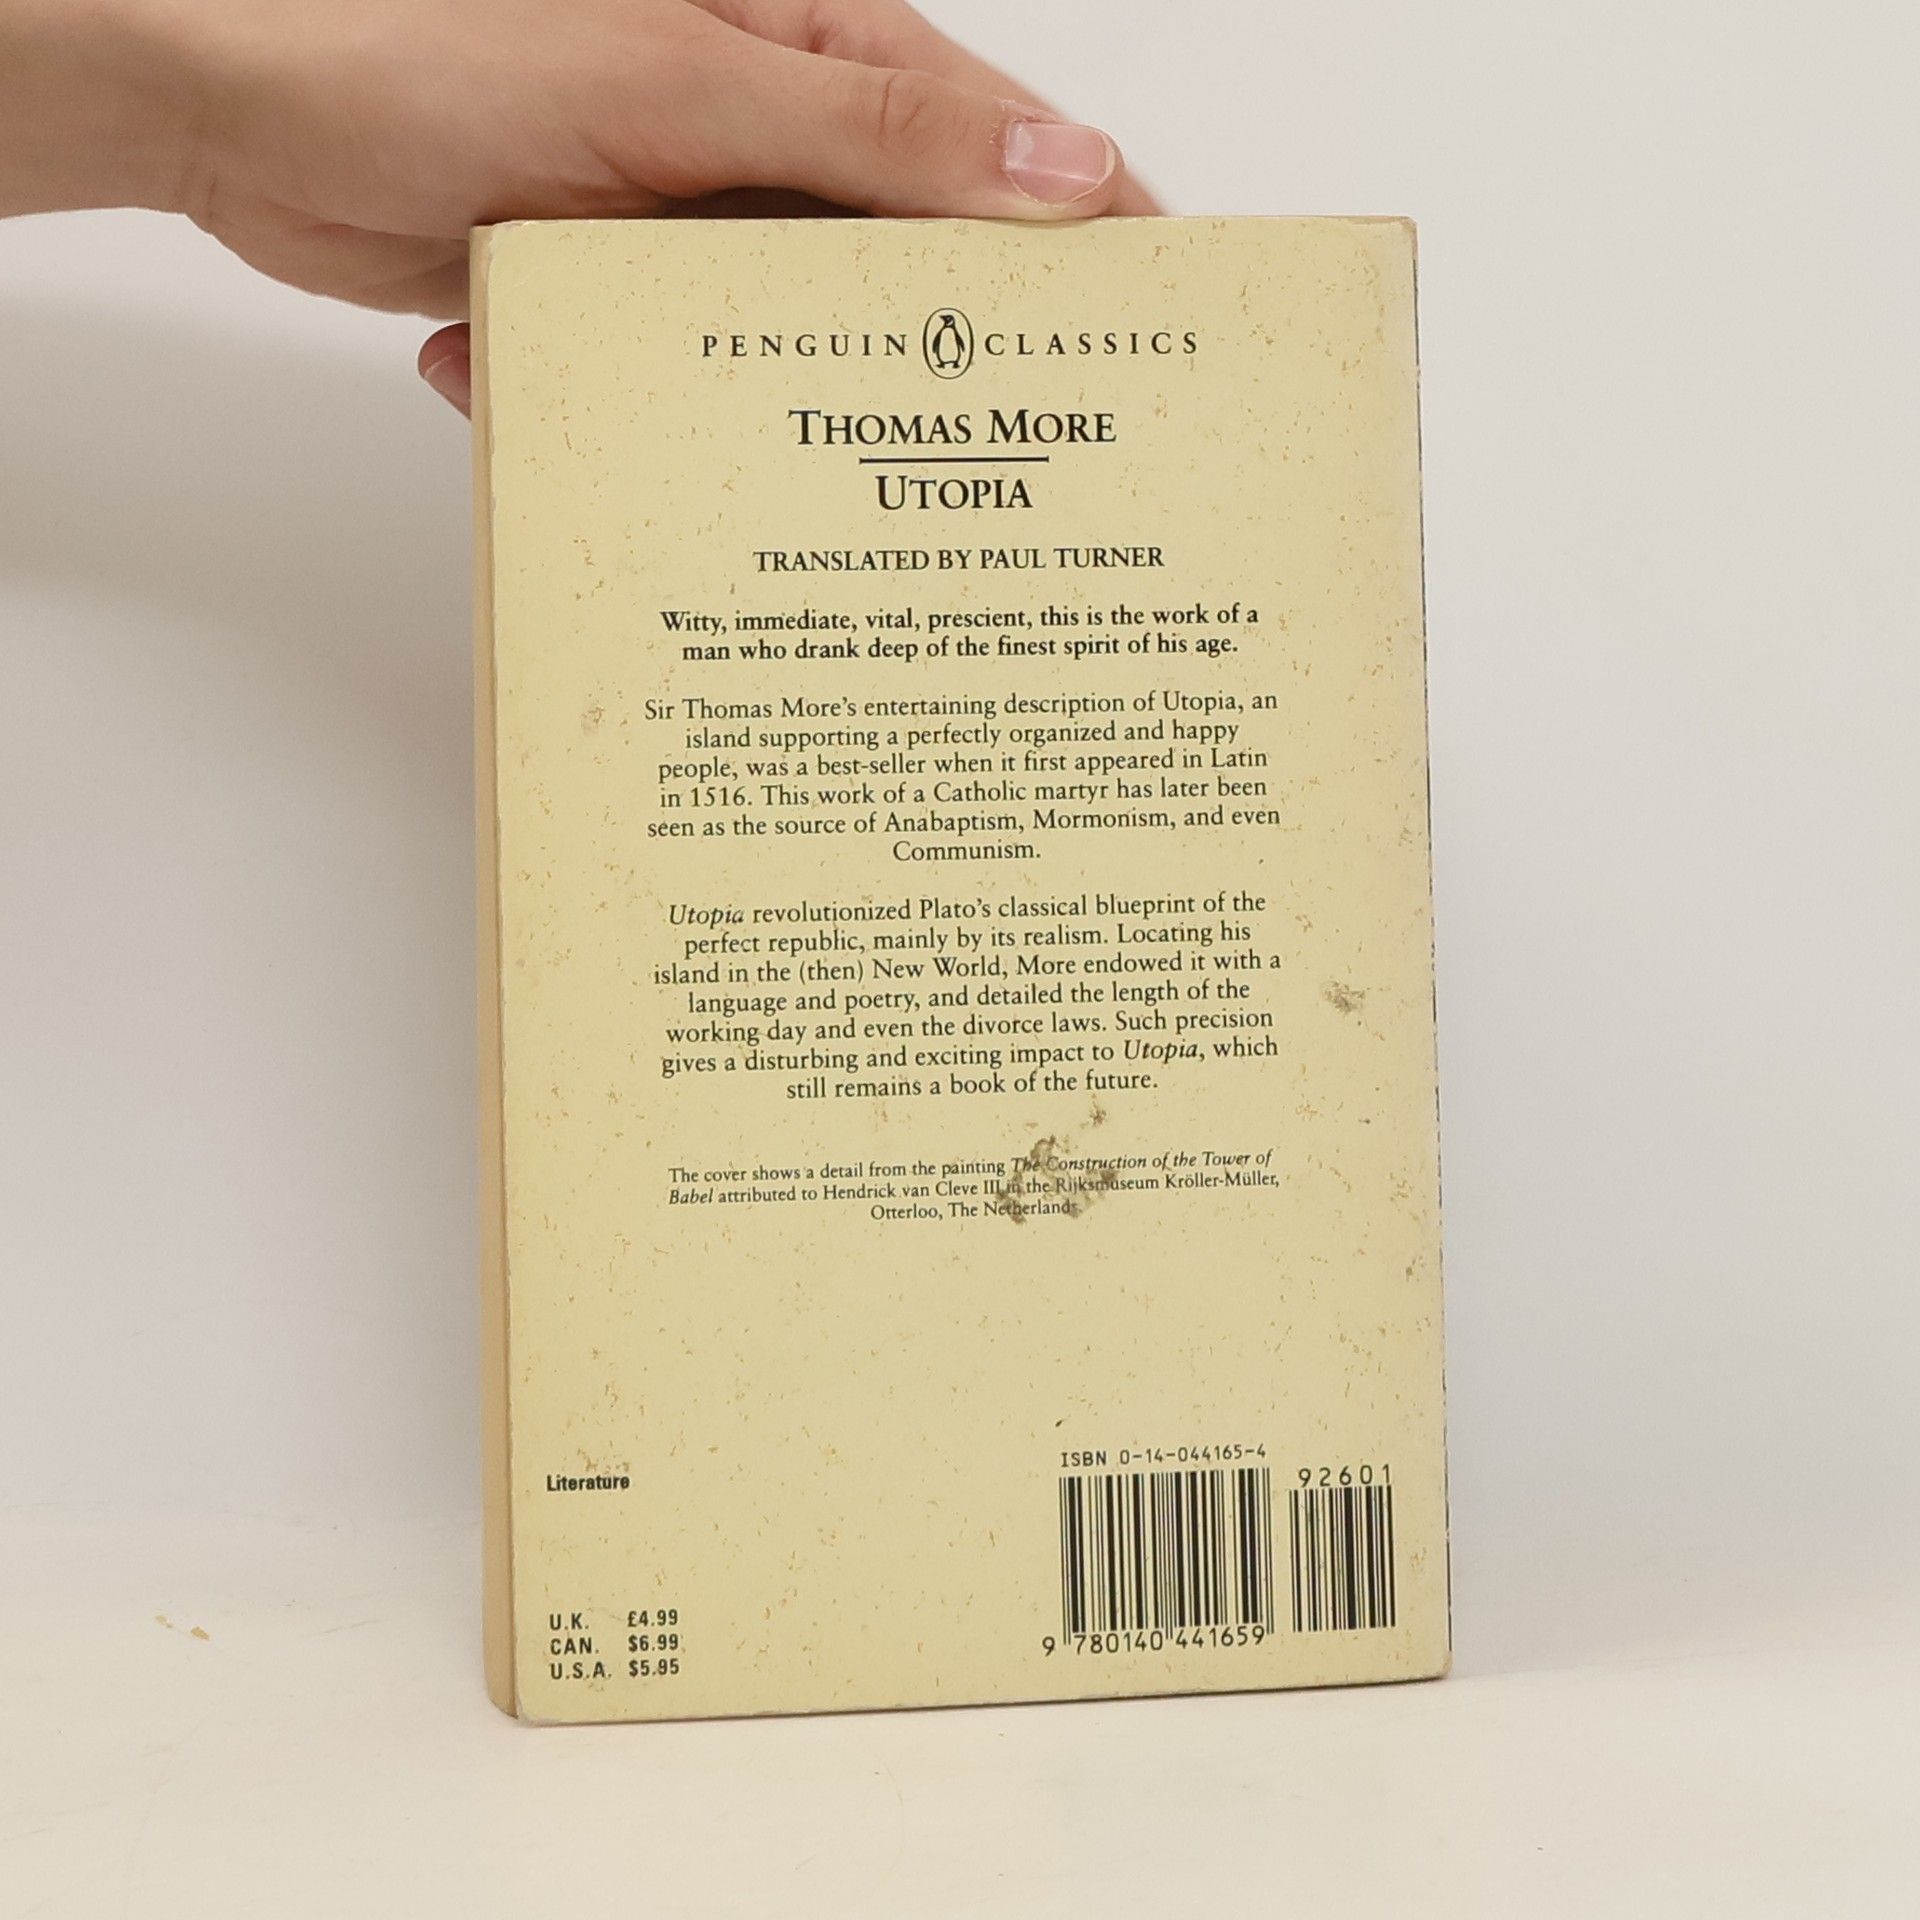 PENGUIN CLASSICS
THOMAS MORE
UTOPIA
TRANSLATED BY PAUL TURNER
Witty, immediate, vital, prescient, this is the work of a
man who drank deep of the finest spirit of his age.
Sir Thomas More's entertaining description of Utopia, an
island supporting a perfectly organized and happy
people, was a best-seller when it first appeared in Latin
in 1516. This work of a Catholic martyr has later been
seen as the source of Anabaptism, Mormonism, and even
Communism.
Utopia revolutionized Plato's classical blueprint of the
perfect republic, mainly by its realism. Locating his
island in the (then) New World, More endowed it with a
language and poetry, and detailed the length of the
working day and even the divorce laws. Such precision
gives a disturbing and exciting impact to Utopia, which
still remains a book of the future.
The cover shows a detail from the painting The Construction of the Tower of
Babel attributed to Hendrick van Cleve III in the Rijksmuseum Kröller-Müller,
Otterloo, The Netherlands.
Literature
U.K. £4.99
CAN. $6.99
U.S.A. $5.95
ISBN 0-14-044165-4
92601
9 780140 441659